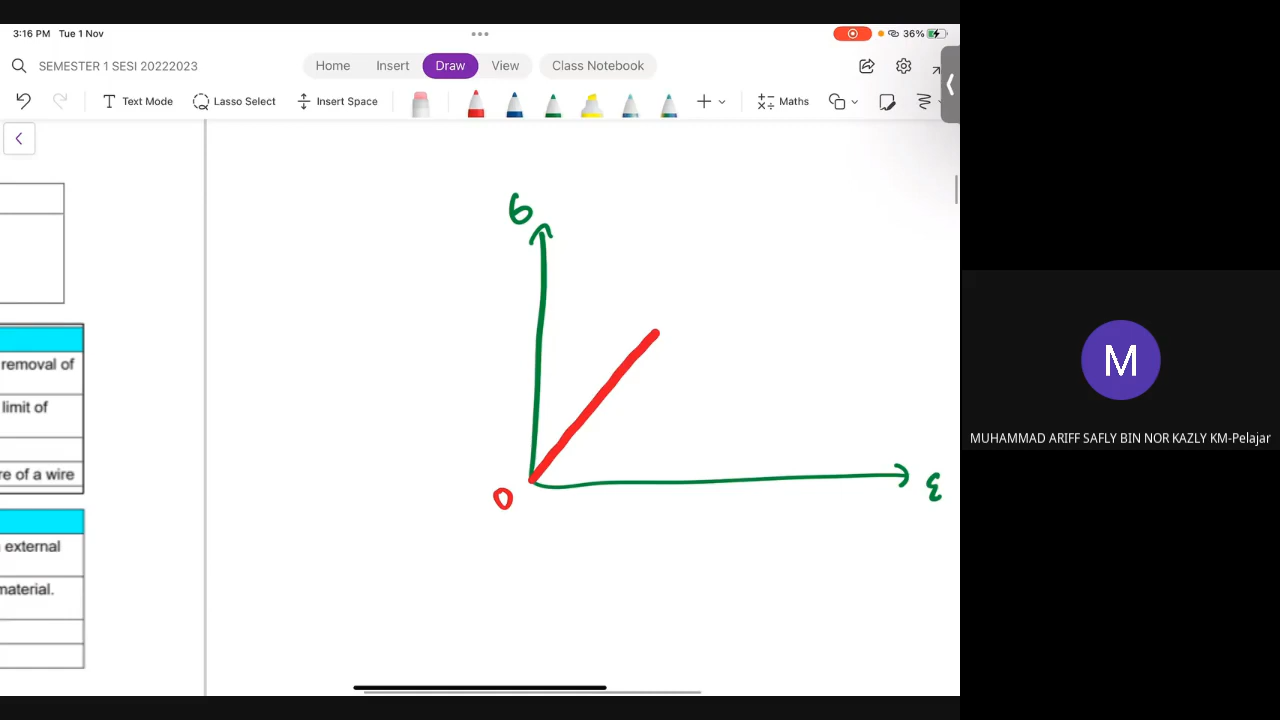 3:16 PM Tue 1 Nov
36%
SEMESTER 1 SESI 20222023
Home Insert Draw View Class Notebook
Text Mode Lasso Select Insert Space Maths
removal of
limit of
re of a wire
external
material.
σ
O
ε
M
MUHAMMAD ARIFF SAFLY BIN NOR KAZLY KM-Pelajar